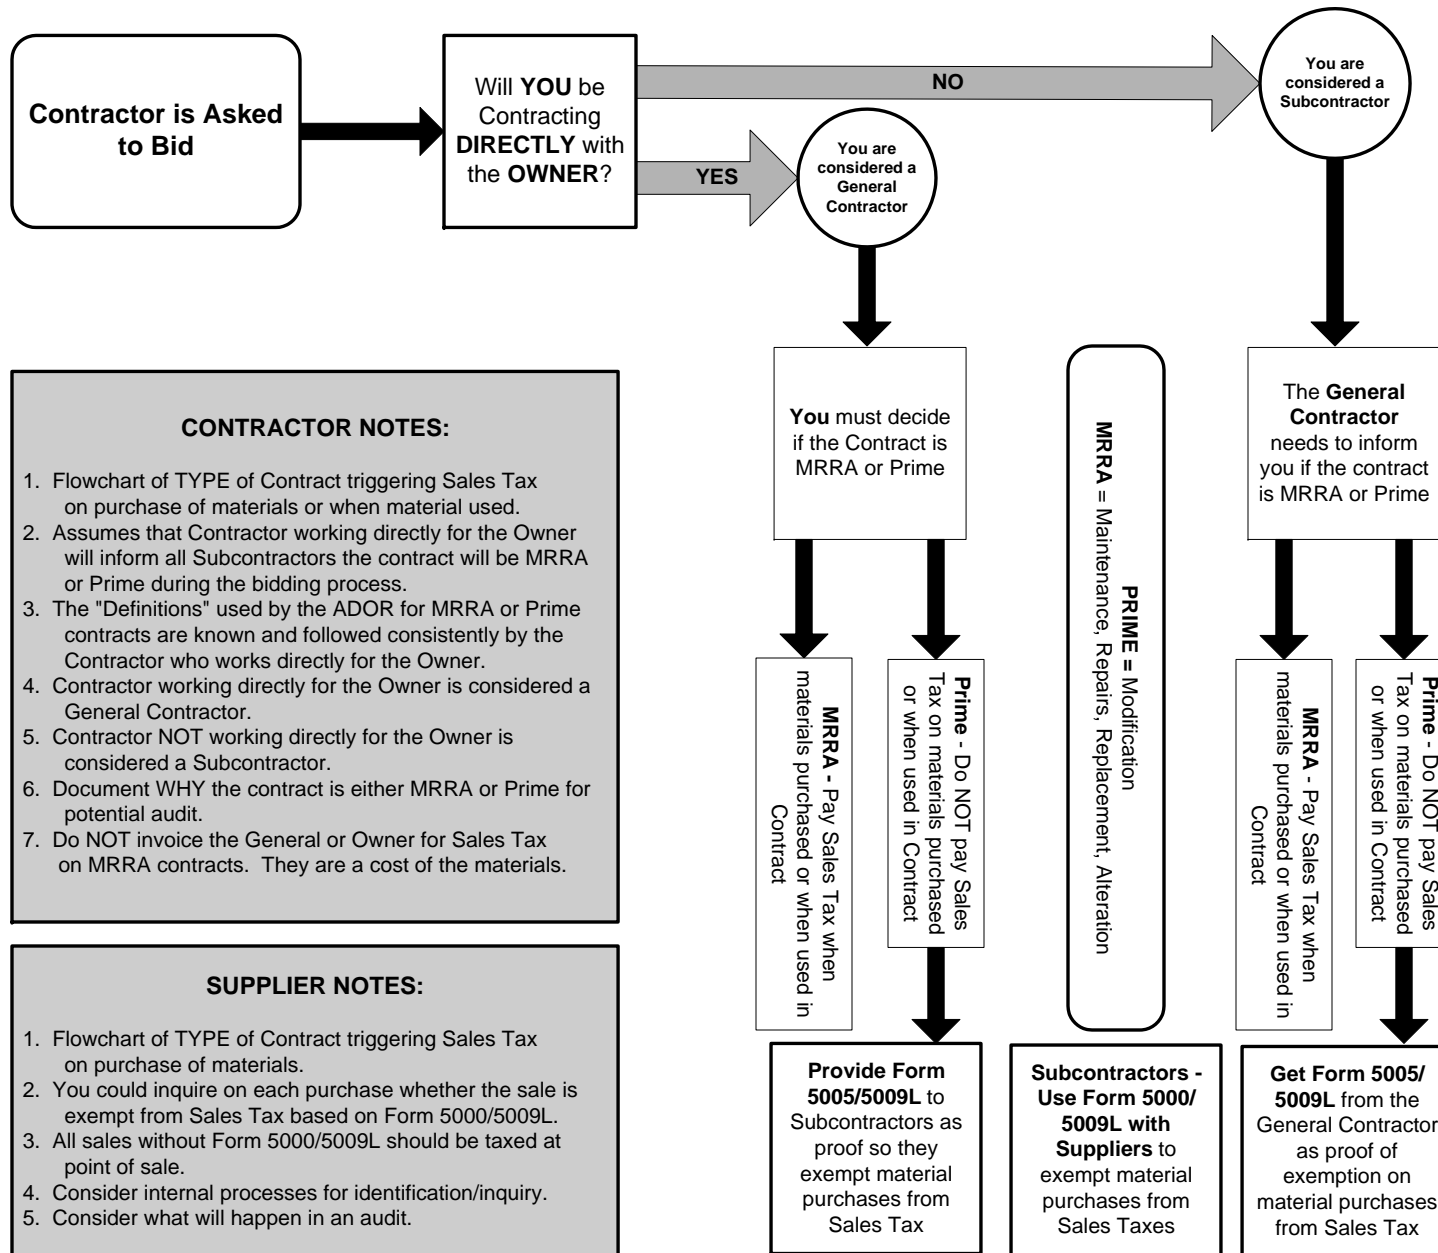 Contractor is Asked
to Bid
Will YOU be
Contracting
DIRECTLY with
the OWNER?
NO
YES
You are
considered a
Subcontractor
You are
considered a
General
Contractor
You must decide
if the Contract is
MRRA or Prime
The General
Contractor
needs to inform
you if the contract
is MRRA or Prime
PRIME = Modification
MRRA = Maintenance, Repairs, Replacement, Alteration
MRRA - Pay Sales Tax when
materials purchased or when used in
Contract
Prime - Do NOT pay Sales
Tax on materials purchased
or when used in Contract
MRRA - Pay Sales Tax when
materials purchased or when used in
Contract
Prime - Do NOT pay Sales
Tax on materials purchased
or when used in Contract
CONTRACTOR NOTES:
1. Flowchart of TYPE of Contract triggering Sales Tax
on purchase of materials or when material used.
2. Assumes that Contractor working directly for the Owner
will inform all Subcontractors the contract will be MRRA
or Prime during the bidding process.
3. The "Definitions" used by the ADOR for MRRA or Prime
contracts are known and followed consistently by the
Contractor who works directly for the Owner.
4. Contractor working directly for the Owner is considered a
General Contractor.
5. Contractor NOT working directly for the Owner is
considered a Subcontractor.
6. Document WHY the contract is either MRRA or Prime for
potential audit.
7. Do NOT invoice the General or Owner for Sales Tax
on MRRA contracts. They are a cost of the materials.
SUPPLIER NOTES:
1. Flowchart of TYPE of Contract triggering Sales Tax
on purchase of materials.
2. You could inquire on each purchase whether the sale is
exempt from Sales Tax based on Form 5000/5009L.
3. All sales without Form 5000/5009L should be taxed at
point of sale.
4. Consider internal processes for identification/inquiry.
5. Consider what will happen in an audit.
Provide Form
5005/5009L to
Subcontractors as
proof so they
exempt material
purchases from
Sales Tax
Subcontractors -
Use Form 5000/
5009L with
Suppliers to
exempt material
purchases from
Sales Taxes
Get Form 5005/
5009L from the
General Contractor
as proof of
exemption on
material purchases
from Sales Tax